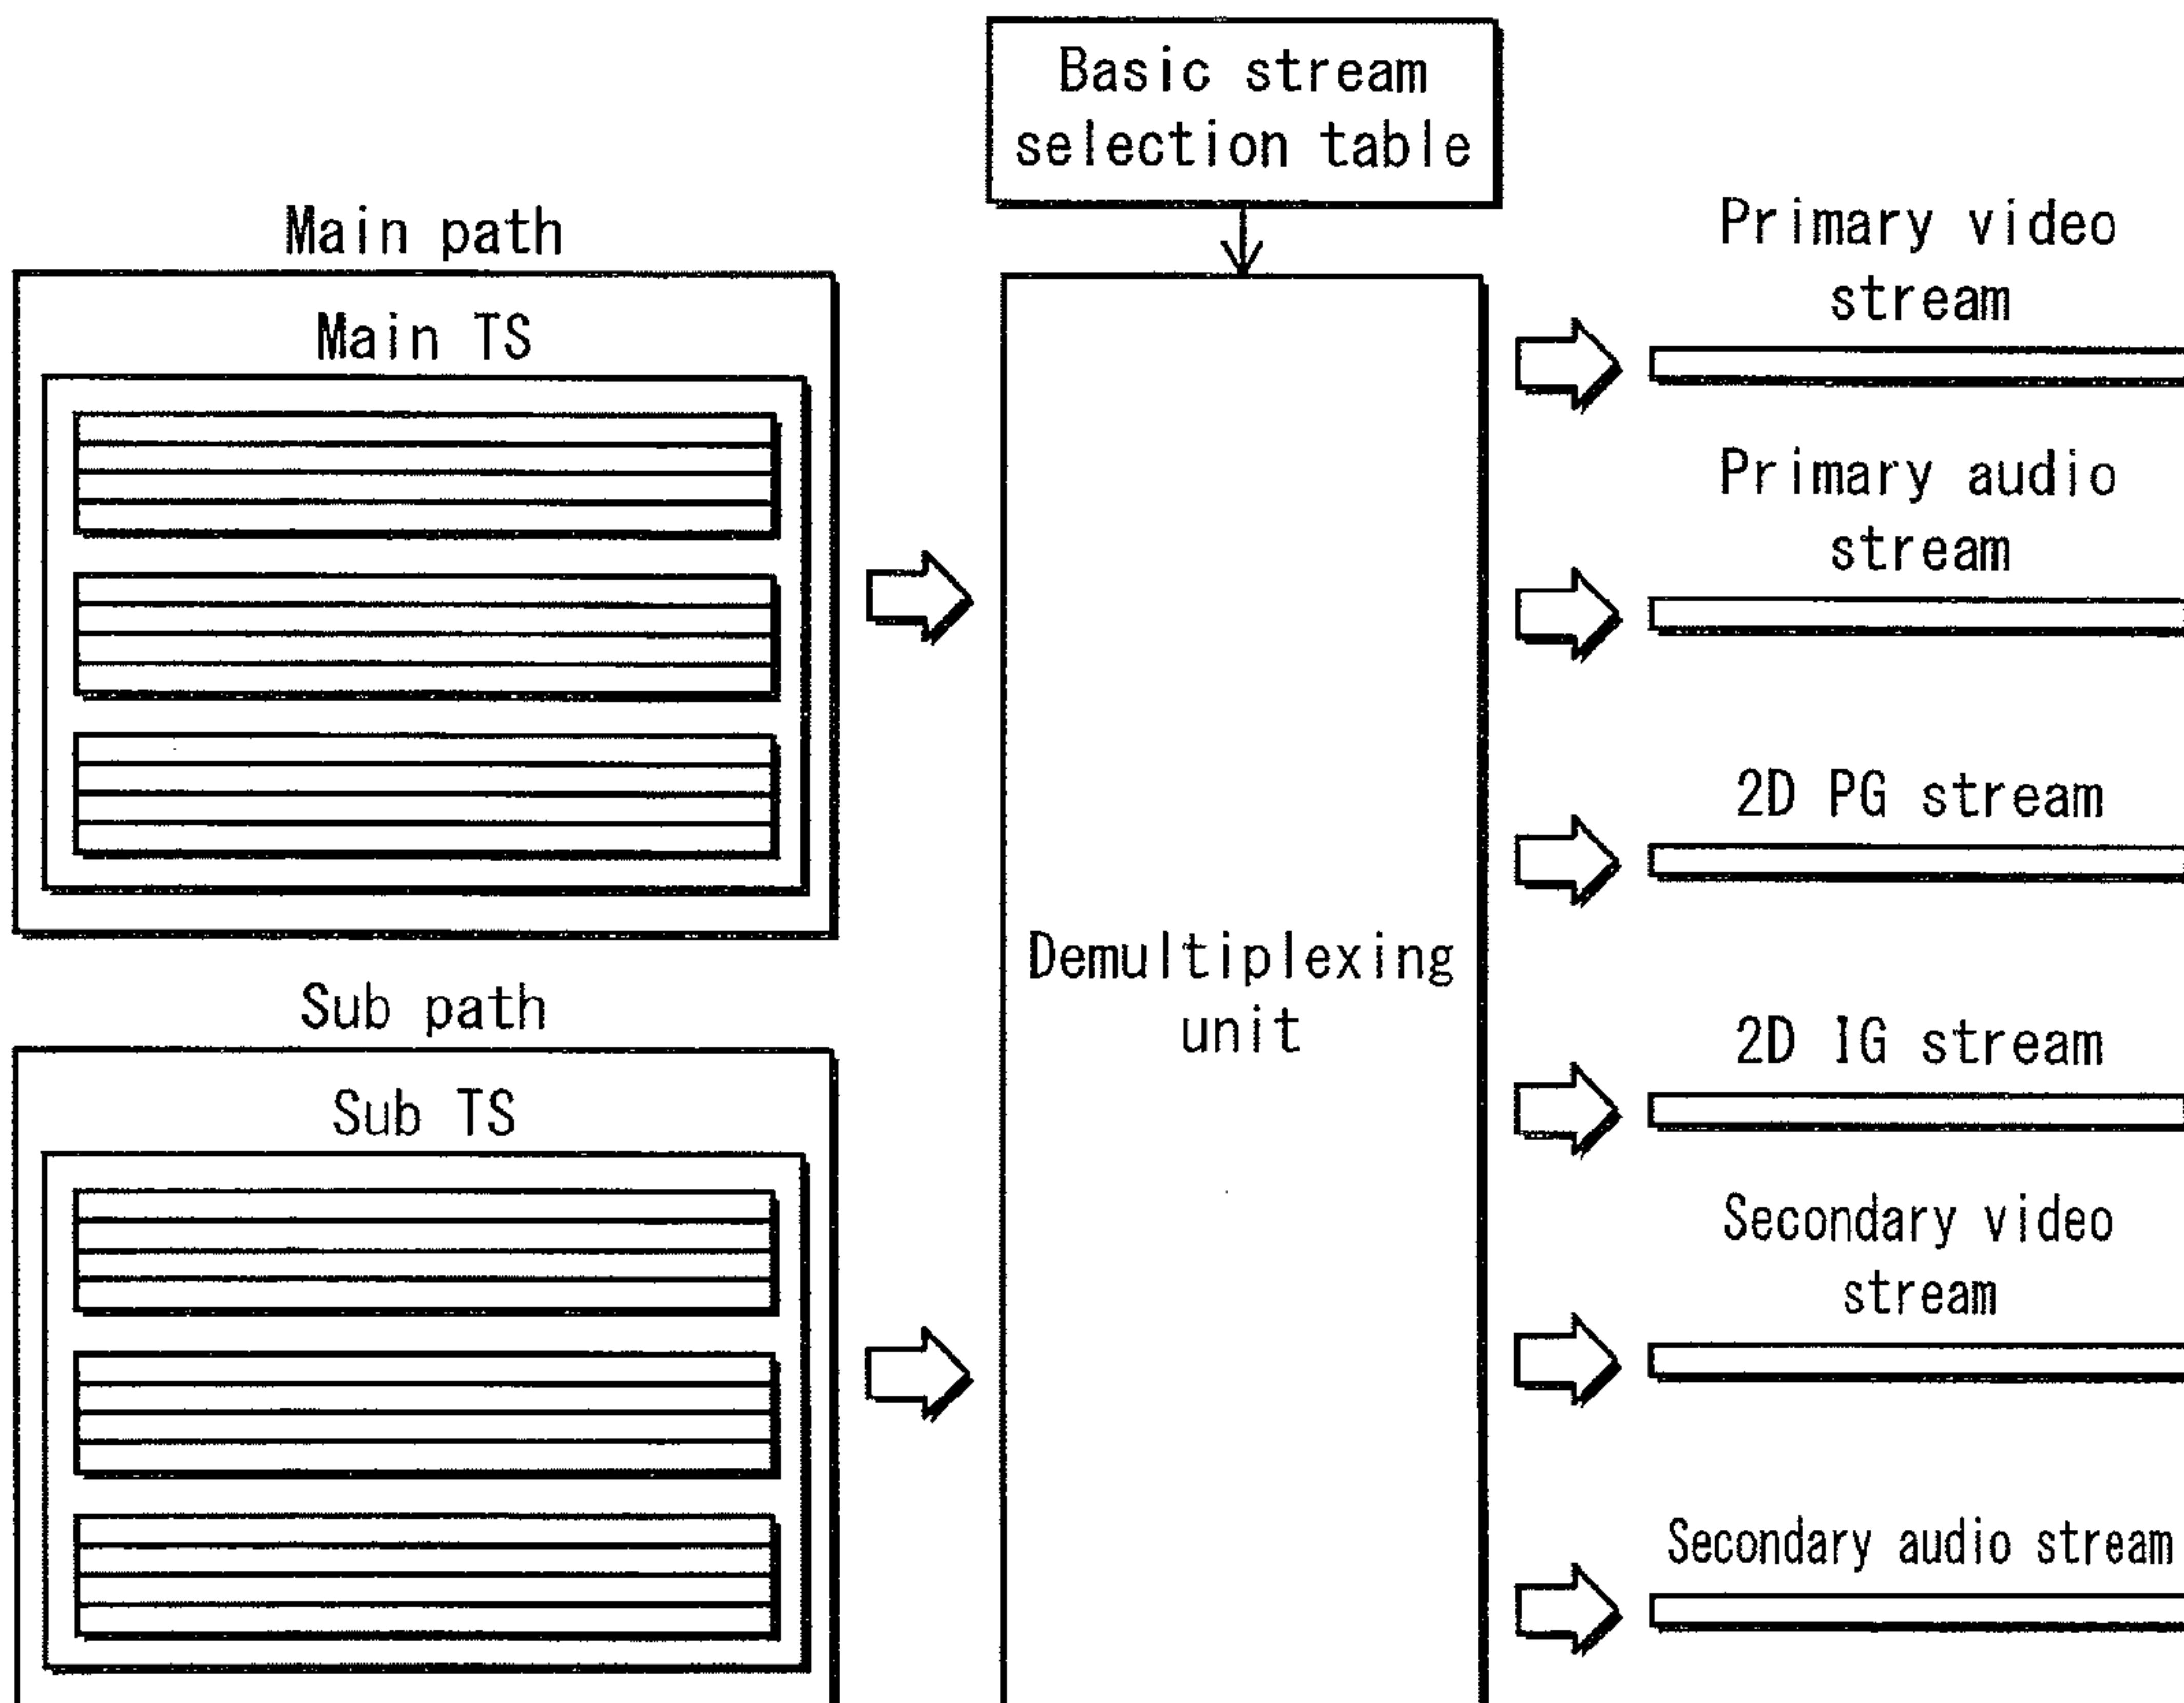 Basic stream
selection table
Main path
Main TS
Sub path
Sub TS
Demultiplexing
unit
Primary video
stream
Primary audio
stream
2D PG stream
2D IG stream
Secondary video
stream
Secondary audio stream